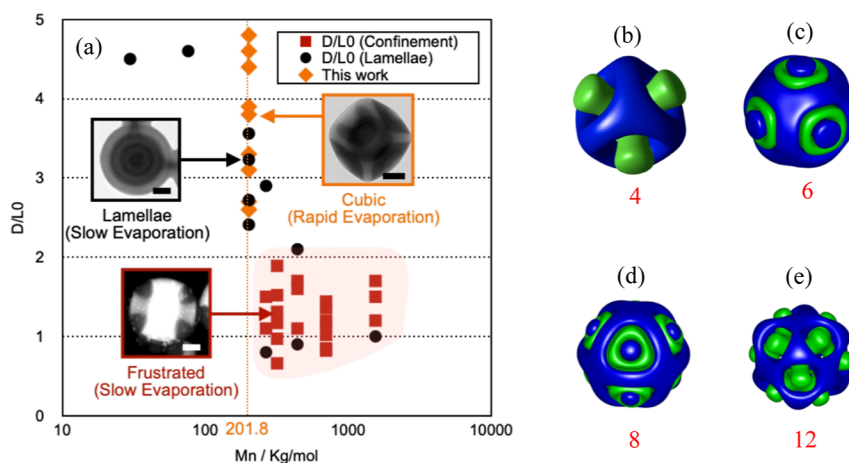 (a)
D/L0 (Confinement)
D/L0 (Lamellae)
This work
5
4
3
2
1
0
D/L0
Lamellae
(Slow Evaporation)
Cubic
(Rapid Evaporation)
Frustrated
(Slow Evaporation)
10
100
201.8
1000
10000
Mn / Kg/mol
(b)
4
(c)
6
(d)
8
(e)
12